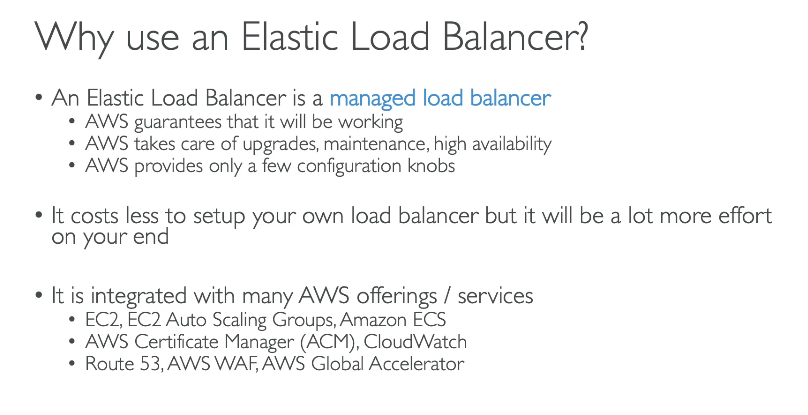 Why use an Elastic Load Balancer?
• An Elastic Load Balancer is a managed load balancer
• AWS guarantees that it will be working
• AWS takes care of upgrades, maintenance, high availability
• AWS provides only a few configuration knobs
• It costs less to setup your own load balancer but it will be a lot more effort
on your end
• It is integrated with many AWS offerings / services
• EC2, EC2 Auto Scaling Groups, Amazon ECS
• AWS Certificate Manager (ACM), CloudWatch
• Route 53, AWS WAF, AWS Global Accelerator